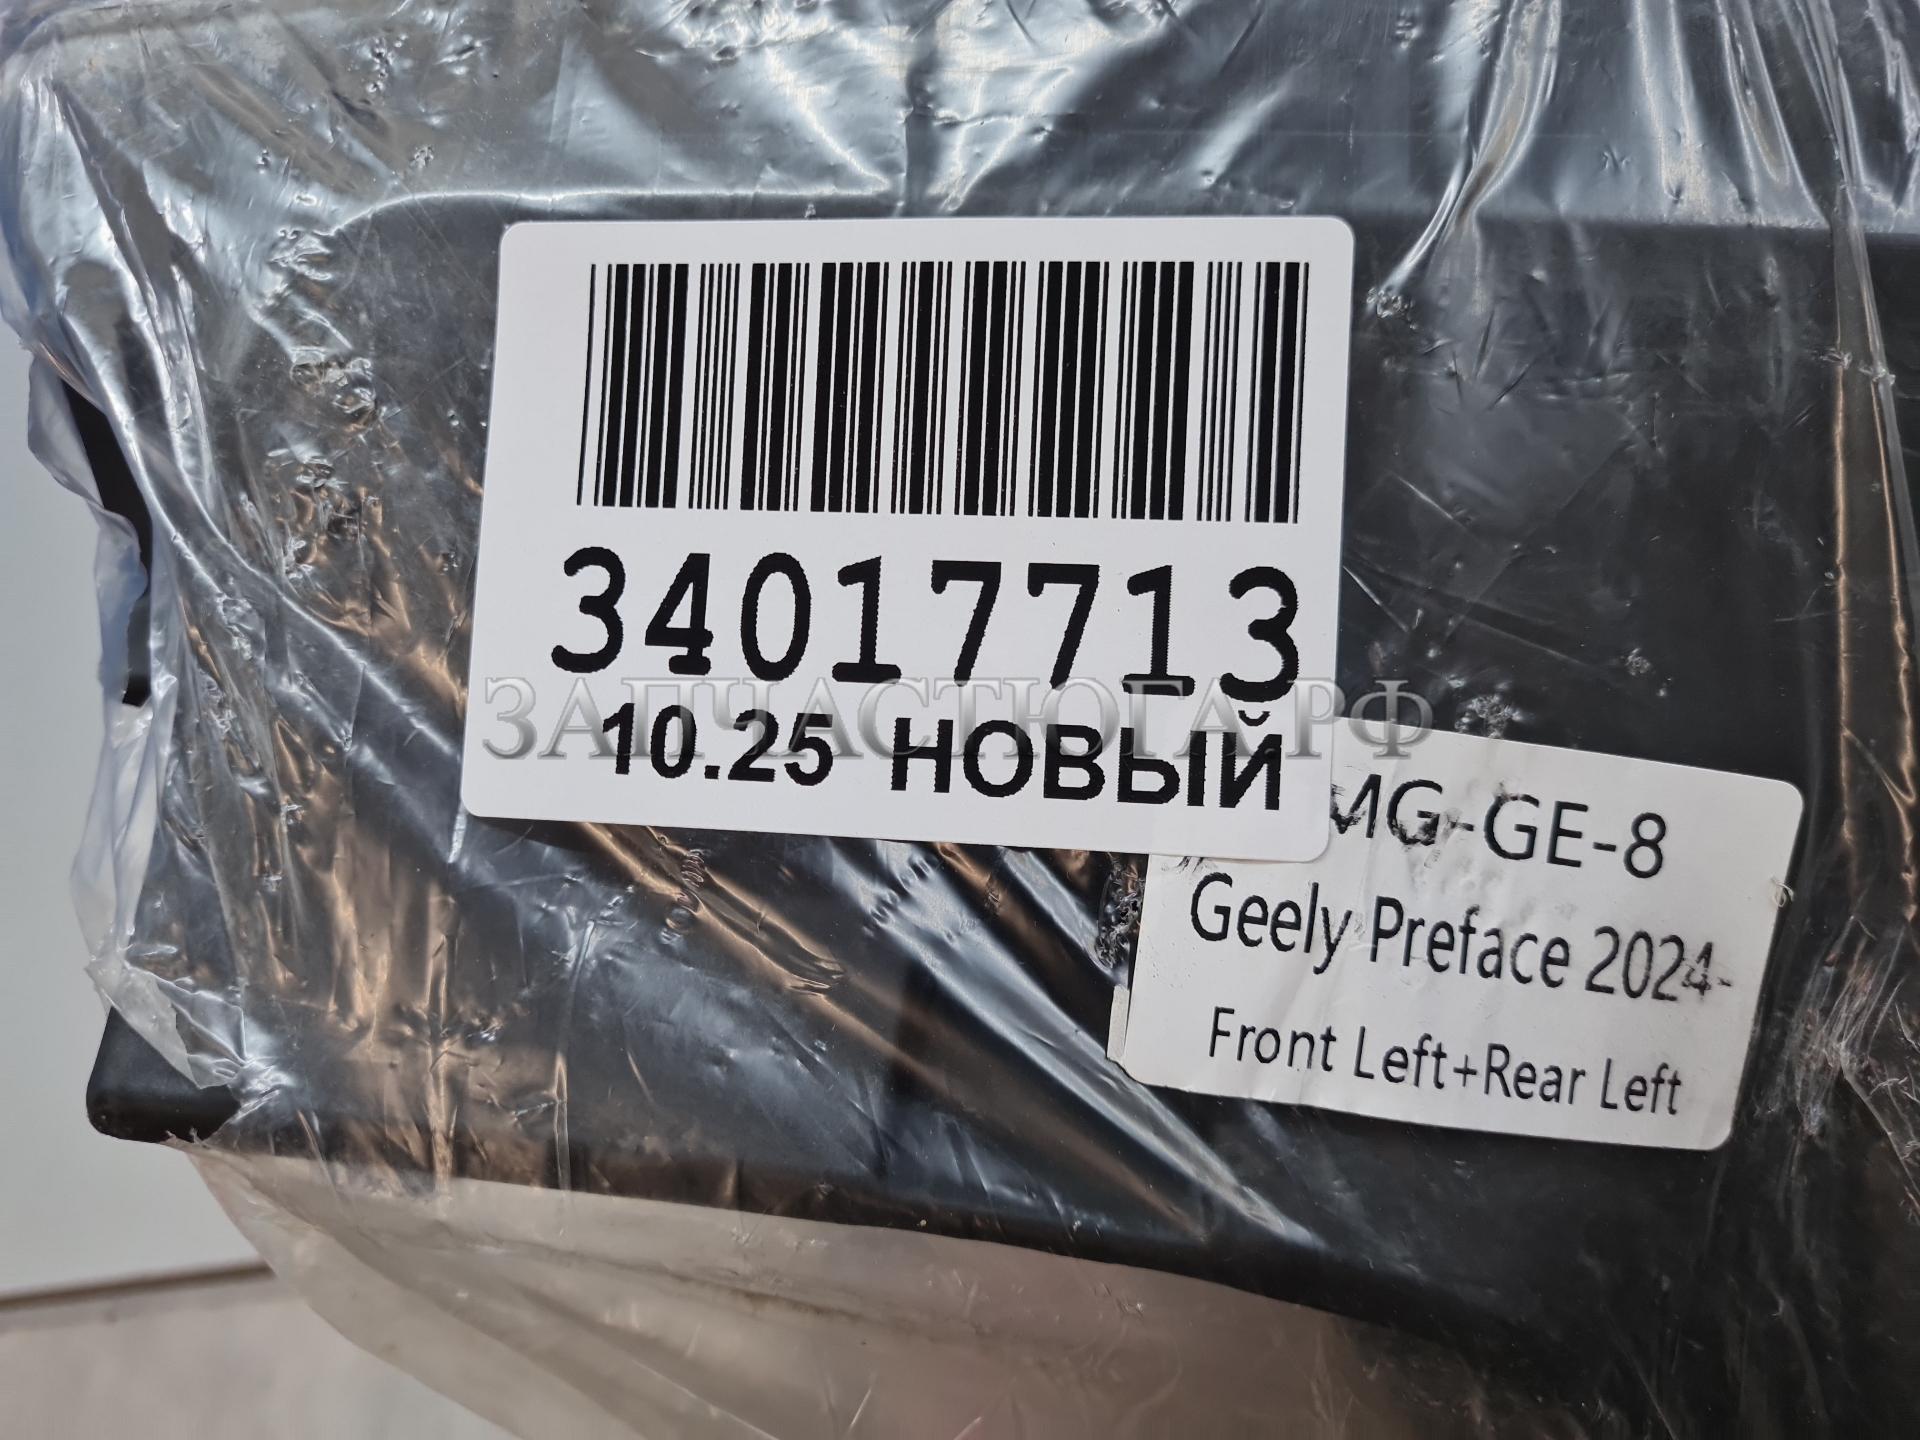 34017713
ЗАПЧАСТЮГА.РФ
10.25 НОВЫЙ
MG-GE-8
Geely Preface 2024-
Front Left+Rear Left